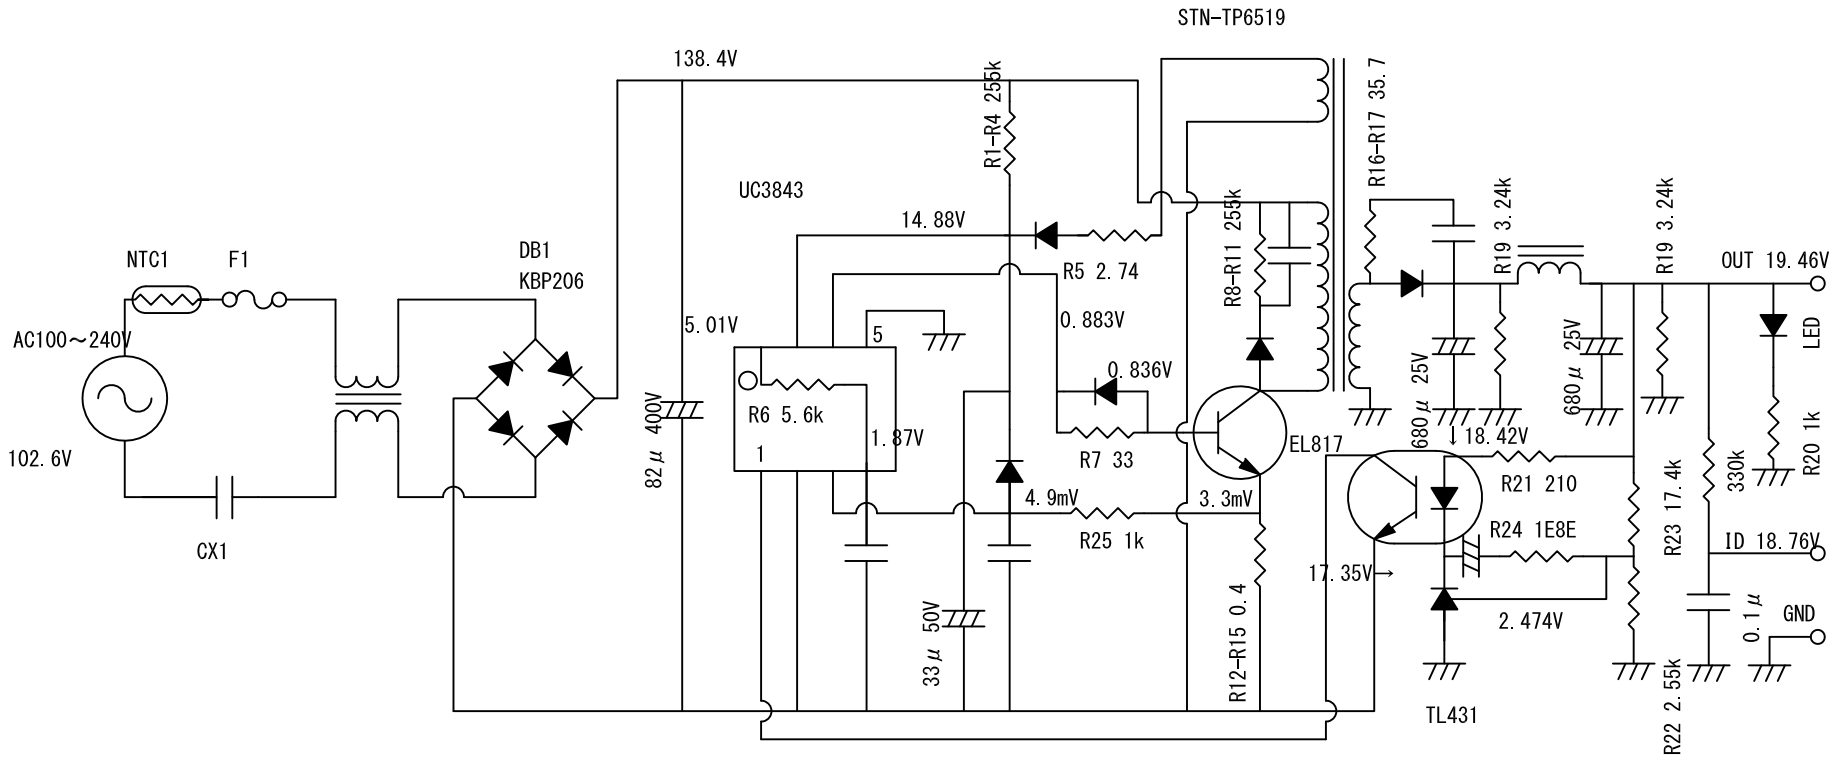 STN-TP6519
138.4V
R1-R4 255k
R16-R17 35.7
UC3843
14.88V
R8-R11 255k
R19 3.24k
R19 3.24k
NTC1
F1
DB1
KBP206
R5 2.74
OUT 19.46V
AC100～240V
5.01V
5
0.883V
LED
0.836V
680μ 25V
680μ 25V
R6 5.6k
1.87V
1
82μ 400V
R7 33
EL817
↓18.42V
102.6V
4.9mV
3.3mV
R21 210
R23 17.4k
330k
R20 1k
CX1
R25 1k
R24 1E8E
ID 18.76V
17.35V→
33μ 50V
R12-R15 0.4
2.474V
0.1μ
GND
TL431
R22 2.55k